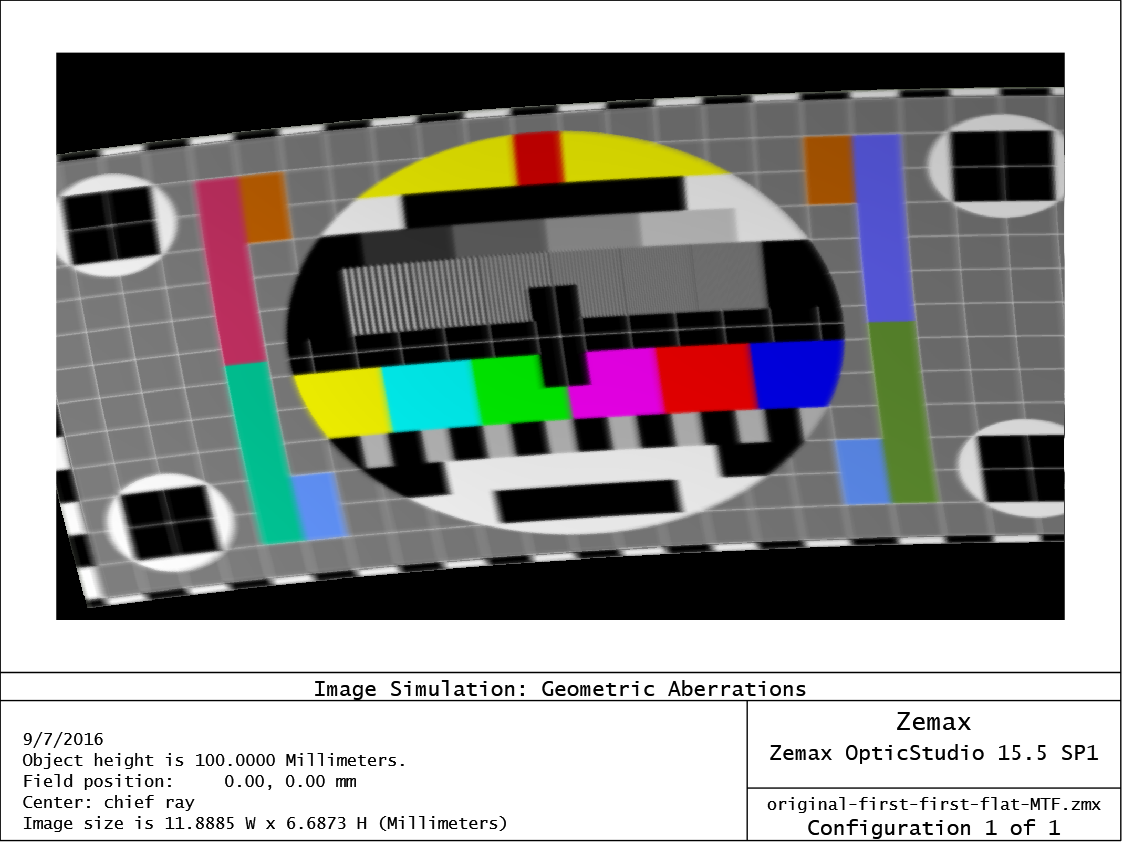 Image Simulation: Geometric Aberrations
9/7/2016
Object height is 100.0000 Millimeters.
Field position:     0.00, 0.00 mm
Center: chief ray
Image size is 11.8885 W x 6.6873 H (Millimeters)
Zemax
Zemax OpticStudio 15.5 SP1
original-first-first-flat-MTF.zmx
Configuration 1 of 1